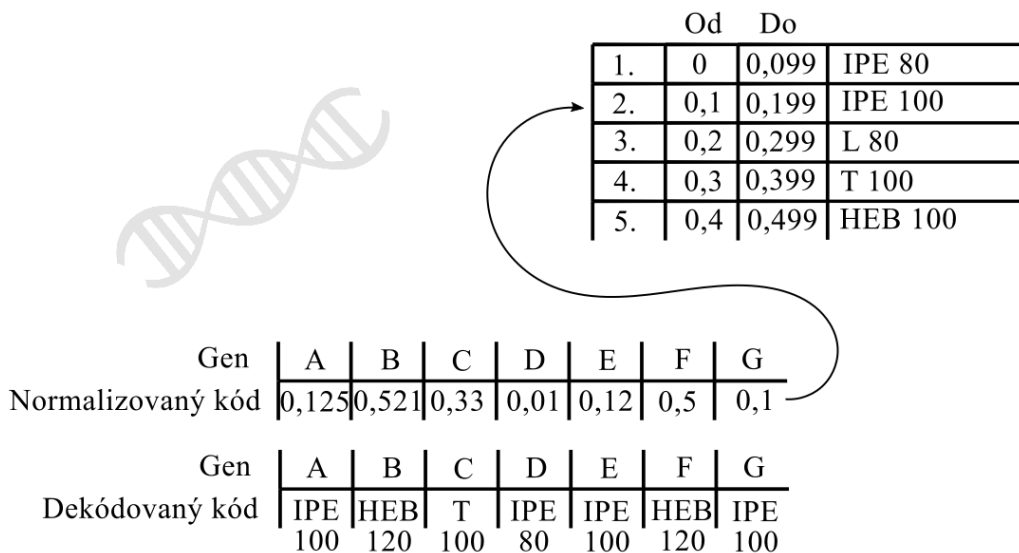 Od Do
1. 0 0,099 IPE 80
2. 0,1 0,199 IPE 100
3. 0,2 0,299 L 80
4. 0,3 0,399 T 100
5. 0,4 0,499 HEB 100
Gen A B C D E F G
Normalizovaný kód 0,125 0,521 0,33 0,01 0,12 0,5 0,1
Gen A B C D E F G
Dekódovaný kód IPE HEB T IPE IPE HEB IPE
100 120 100 80 100 120 100